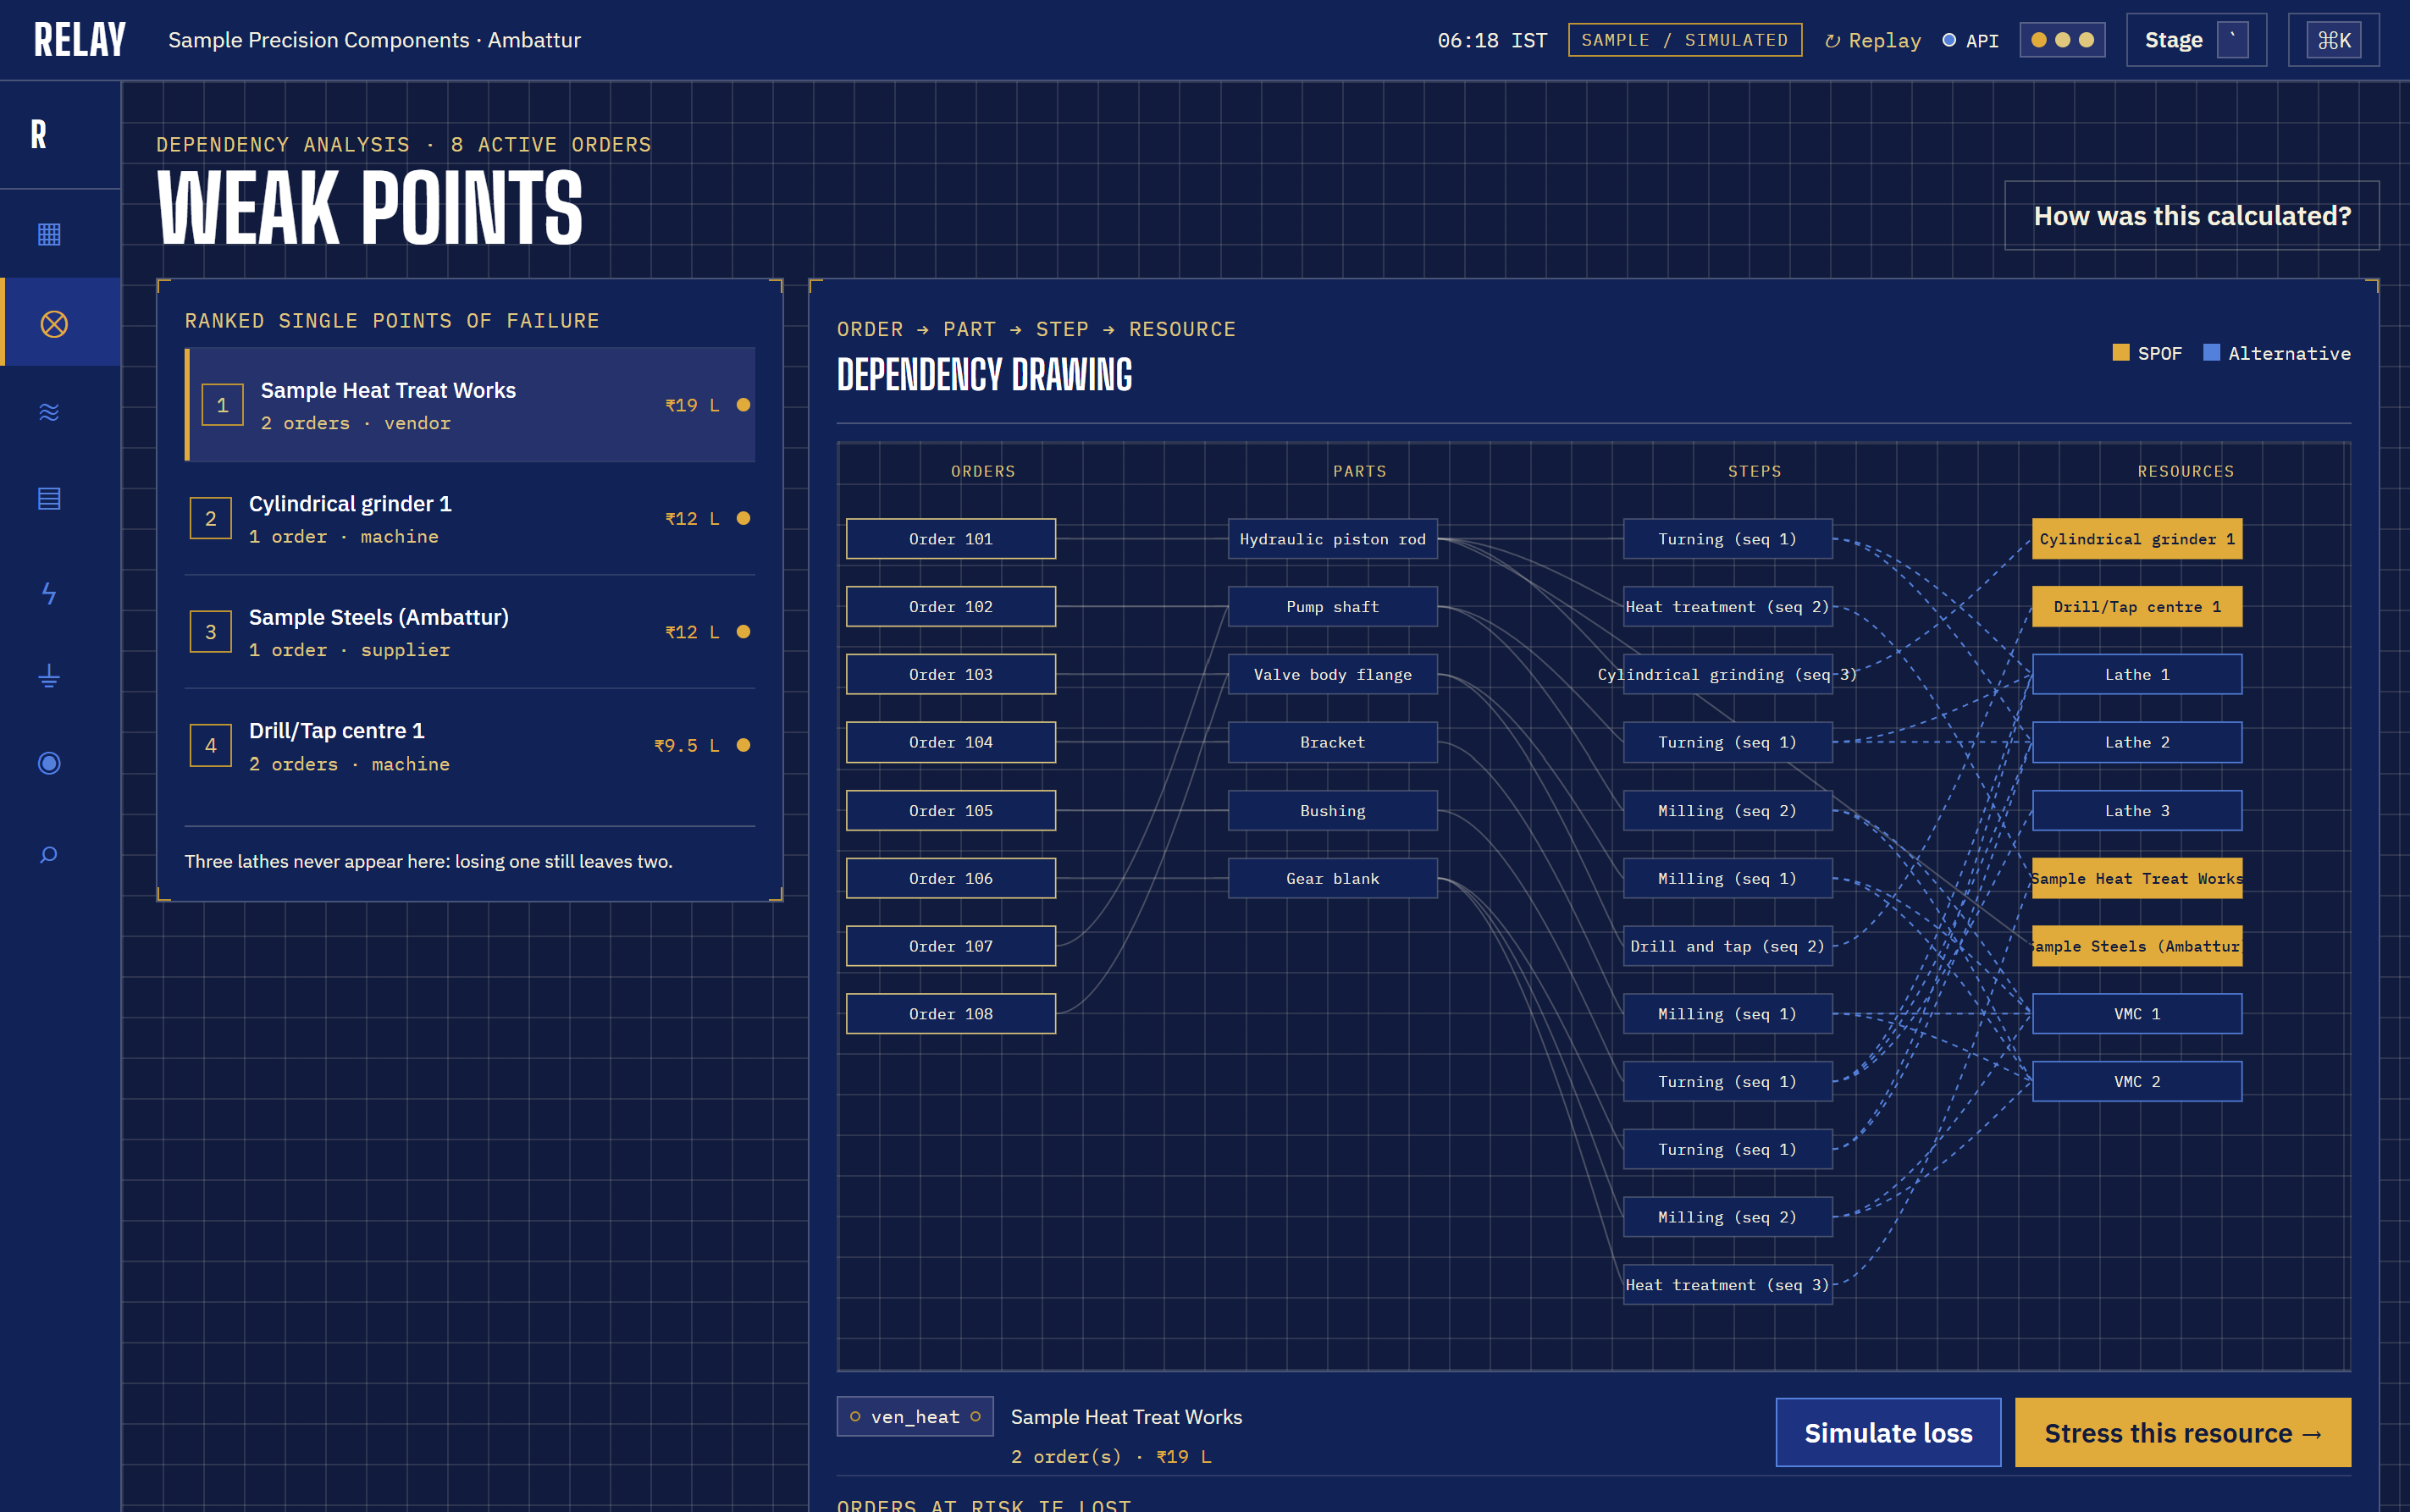 RELAY
Sample Precision Components · Ambattur
06:18 IST
SAMPLE / SIMULATED
↻ Replay
API
Stage `
⌘K
R
DEPENDENCY ANALYSIS · 8 ACTIVE ORDERS
WEAK POINTS
How was this calculated?
RANKED SINGLE POINTS OF FAILURE
1 Sample Heat Treat Works ₹19 L
2 orders · vendor
2 Cylindrical grinder 1 ₹12 L
1 order · machine
3 Sample Steels (Ambattur) ₹12 L
1 order · supplier
4 Drill/Tap centre 1 ₹9.5 L
2 orders · machine
Three lathes never appear here: losing one still leaves two.
ORDER → PART → STEP → RESOURCE
DEPENDENCY DRAWING
SPOF Alternative
ORDERS PARTS STEPS RESOURCES
Order 101 Hydraulic piston rod Turning (seq 1) Cylindrical grinder 1
Order 102 Pump shaft Heat treatment (seq 2) Drill/Tap centre 1
Order 103 Valve body flange Cylindrical grinding (seq 3) Lathe 1
Order 104 Bracket Turning (seq 1) Lathe 2
Order 105 Bushing Milling (seq 2) Lathe 3
Order 106 Gear blank Milling (seq 1) Sample Heat Treat Works
Order 107 Drill and tap (seq 2) Sample Steels (Ambattur)
Order 108 Milling (seq 1) VMC 1
Turning (seq 1) VMC 2
Turning (seq 1)
Milling (seq 2)
Heat treatment (seq 3)
ven_heat Sample Heat Treat Works
2 order(s) · ₹19 L
Simulate loss
Stress this resource →
ORDERS AT RISK IF LOST